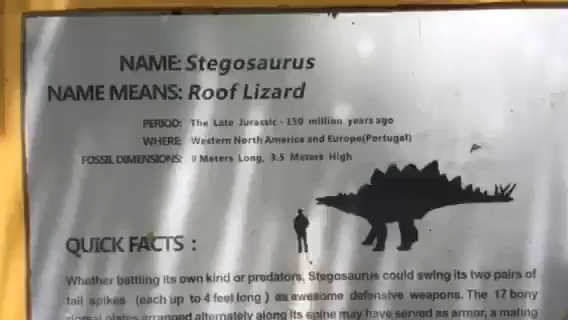 NAME: Stegosaurus
NAME MEANS: Roof Lizard
PERIOD: The Late Jurassic - 150 million years ago
WHERE: Western North America and Europe(Portugal)
FOSSIL DIMENSIONS: 9 Meters Long, 3.5 Meters High
QUICK FACTS :
Whether battling its own kind or predators, Stegosaurus could swing its two pairs of
tail spikes (each up to 4 feet long ) as awesome defensive weapons. The 17 bony
dorsal plates arranged alternately along its spine may have served as armor, a mating